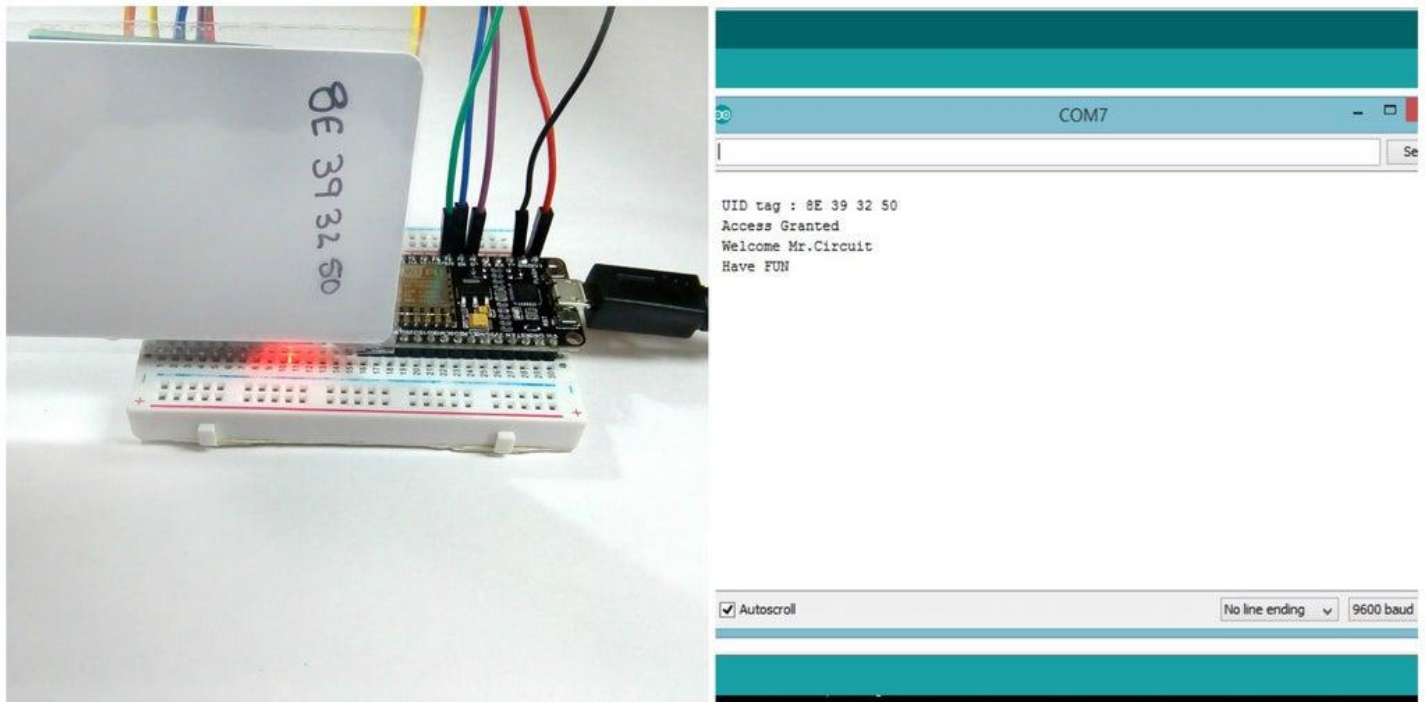 8E 39 32 50
COM7
Se
UID tag : 8E 39 32 50
Access Granted
Welcome Mr.Circuit
Have FUN
Autoscroll
No line ending
9600 baud